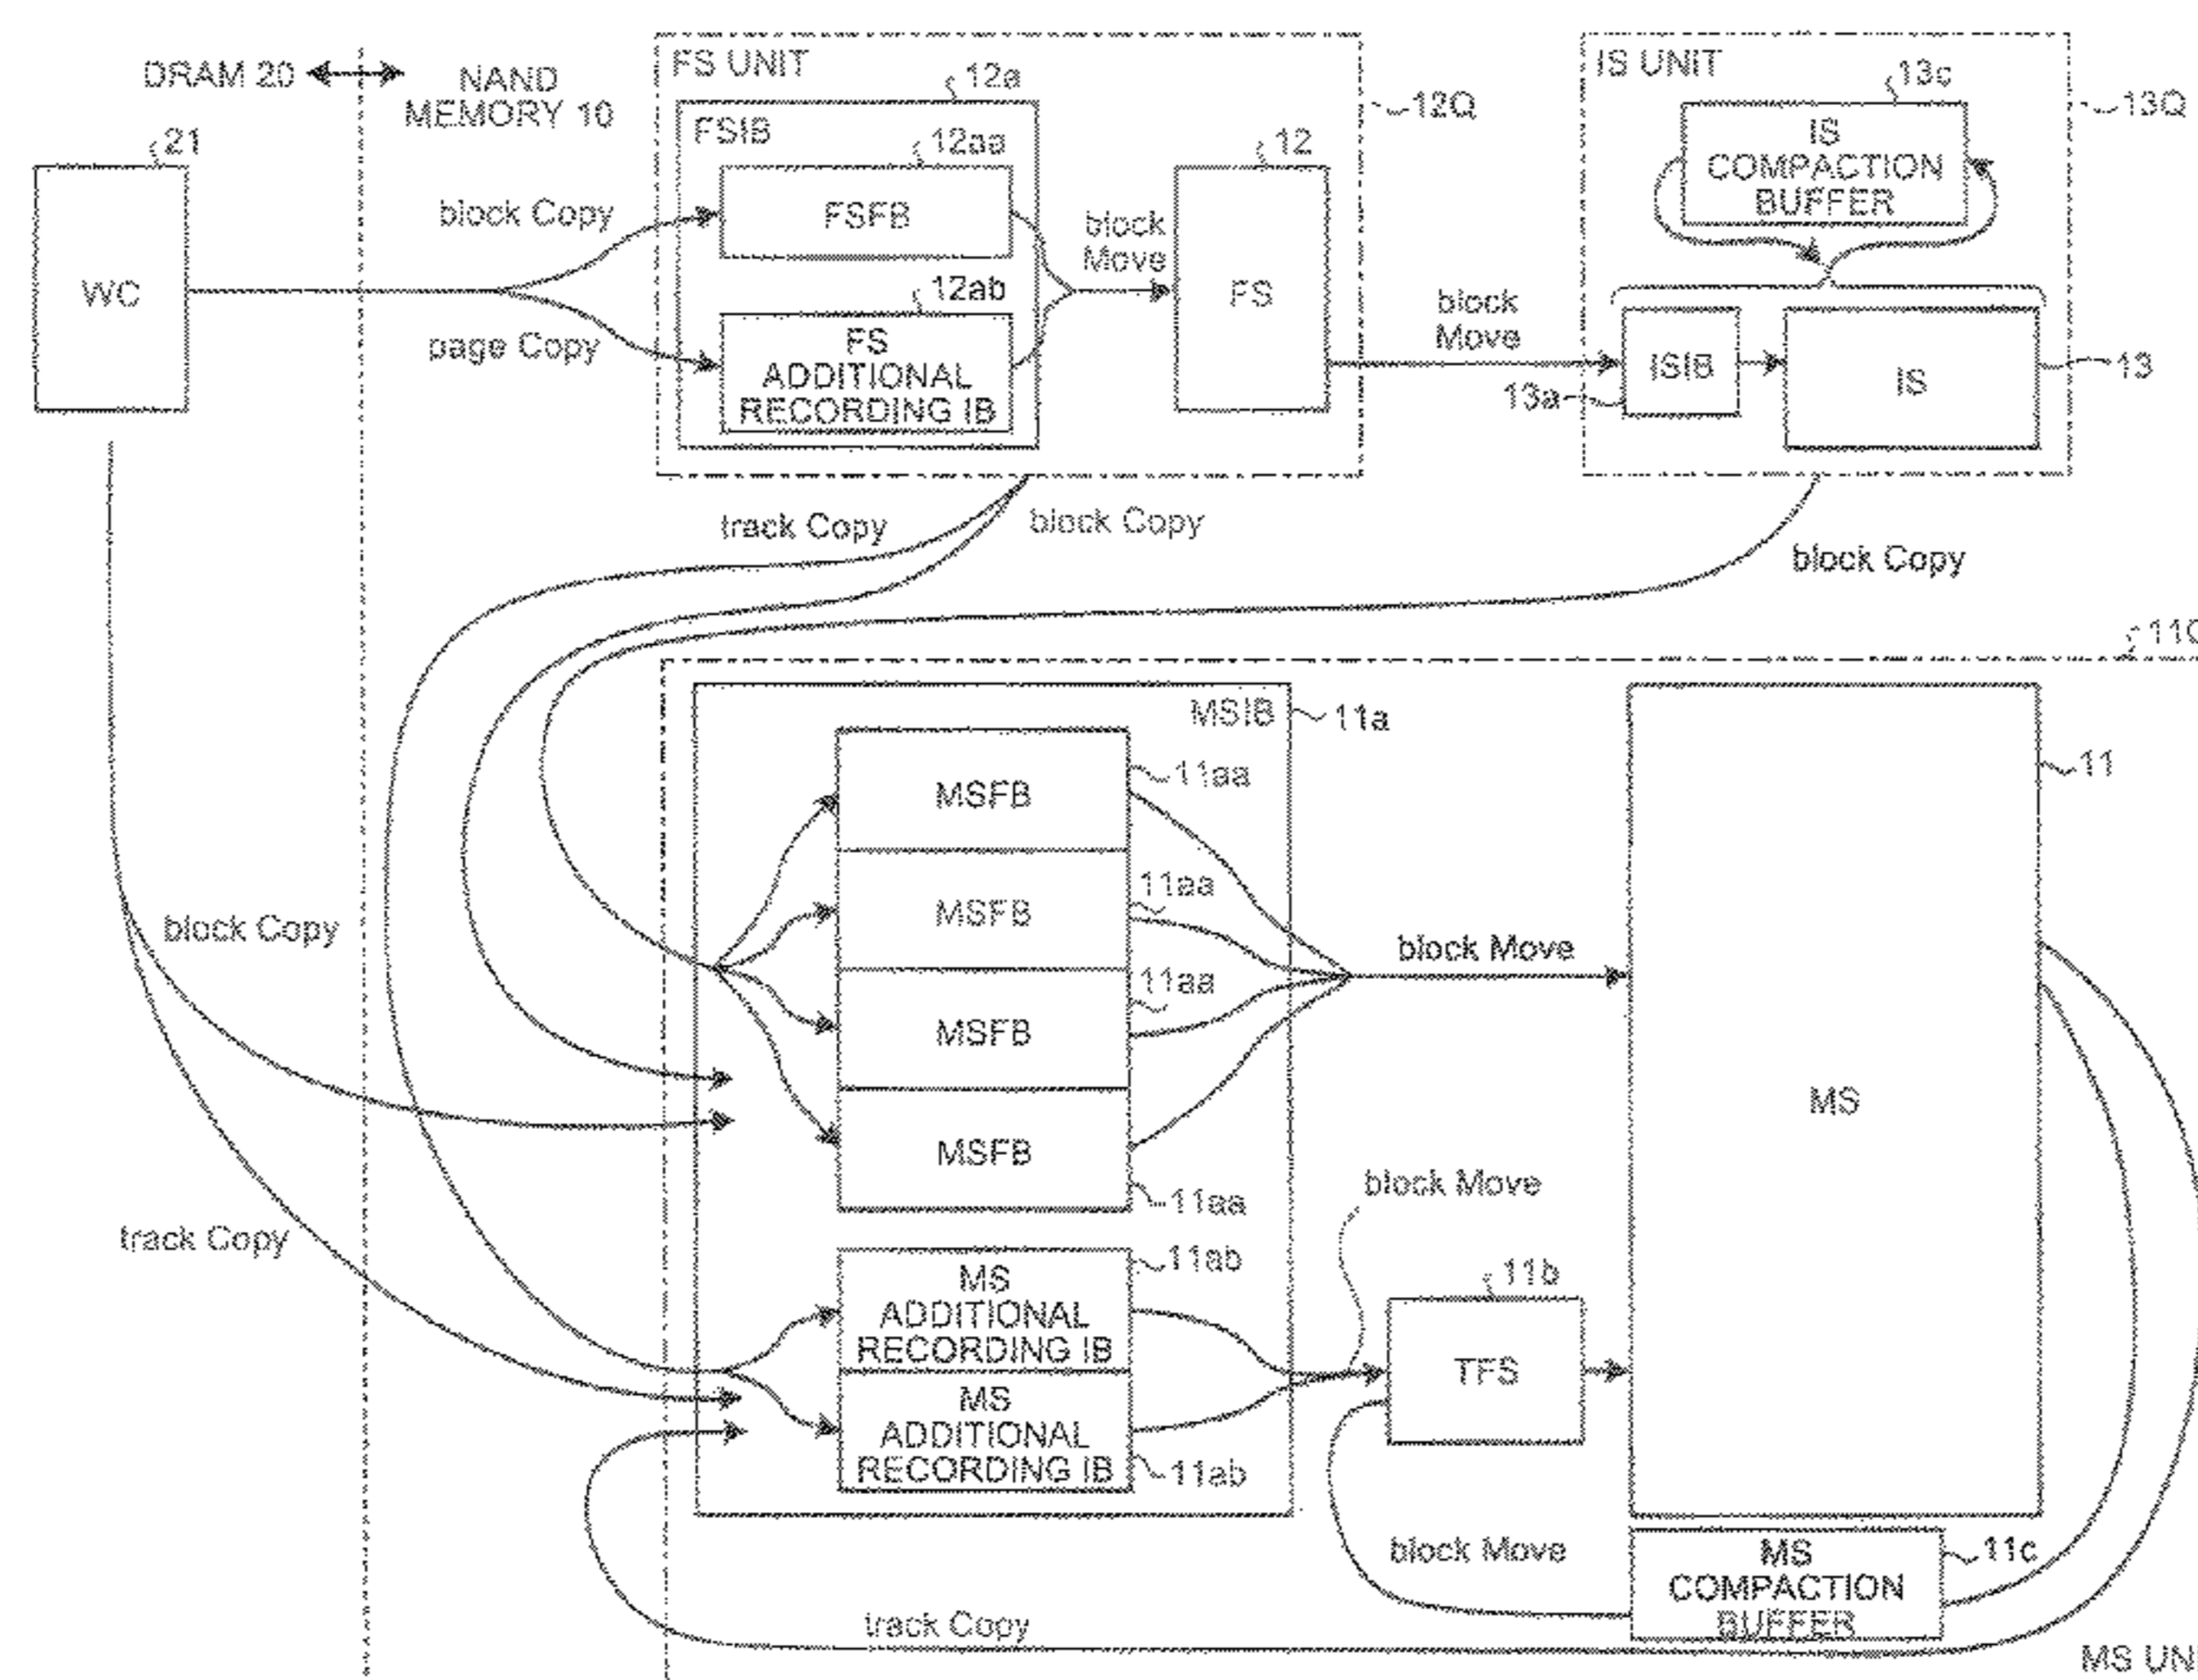 DRAM 20
NAND
MEMORY 10
21
WC
block Copy
page Copy
FS UNIT
12a
FSIB
12aa
FSFB
12ab
FS
ADDITIONAL
RECORDING IB
block
Move
12
FS
12Q
block
Move
IS UNIT
13c
IS
COMPACTION
BUFFER
13Q
ISIB
13a
IS
13
track Copy
block Copy
block Copy
MSIB
11a
MSFB
11aa
MSFB
11aa
MSFB
11aa
MSFB
11aa
block Move
11
MS
block Copy
track Copy
MS
ADDITIONAL
RECORDING IB
11ab
MS
ADDITIONAL
RECORDING IB
11ab
block Move
11b
TFS
block Move
MS
COMPACTION
BUFFER
11c
track Copy